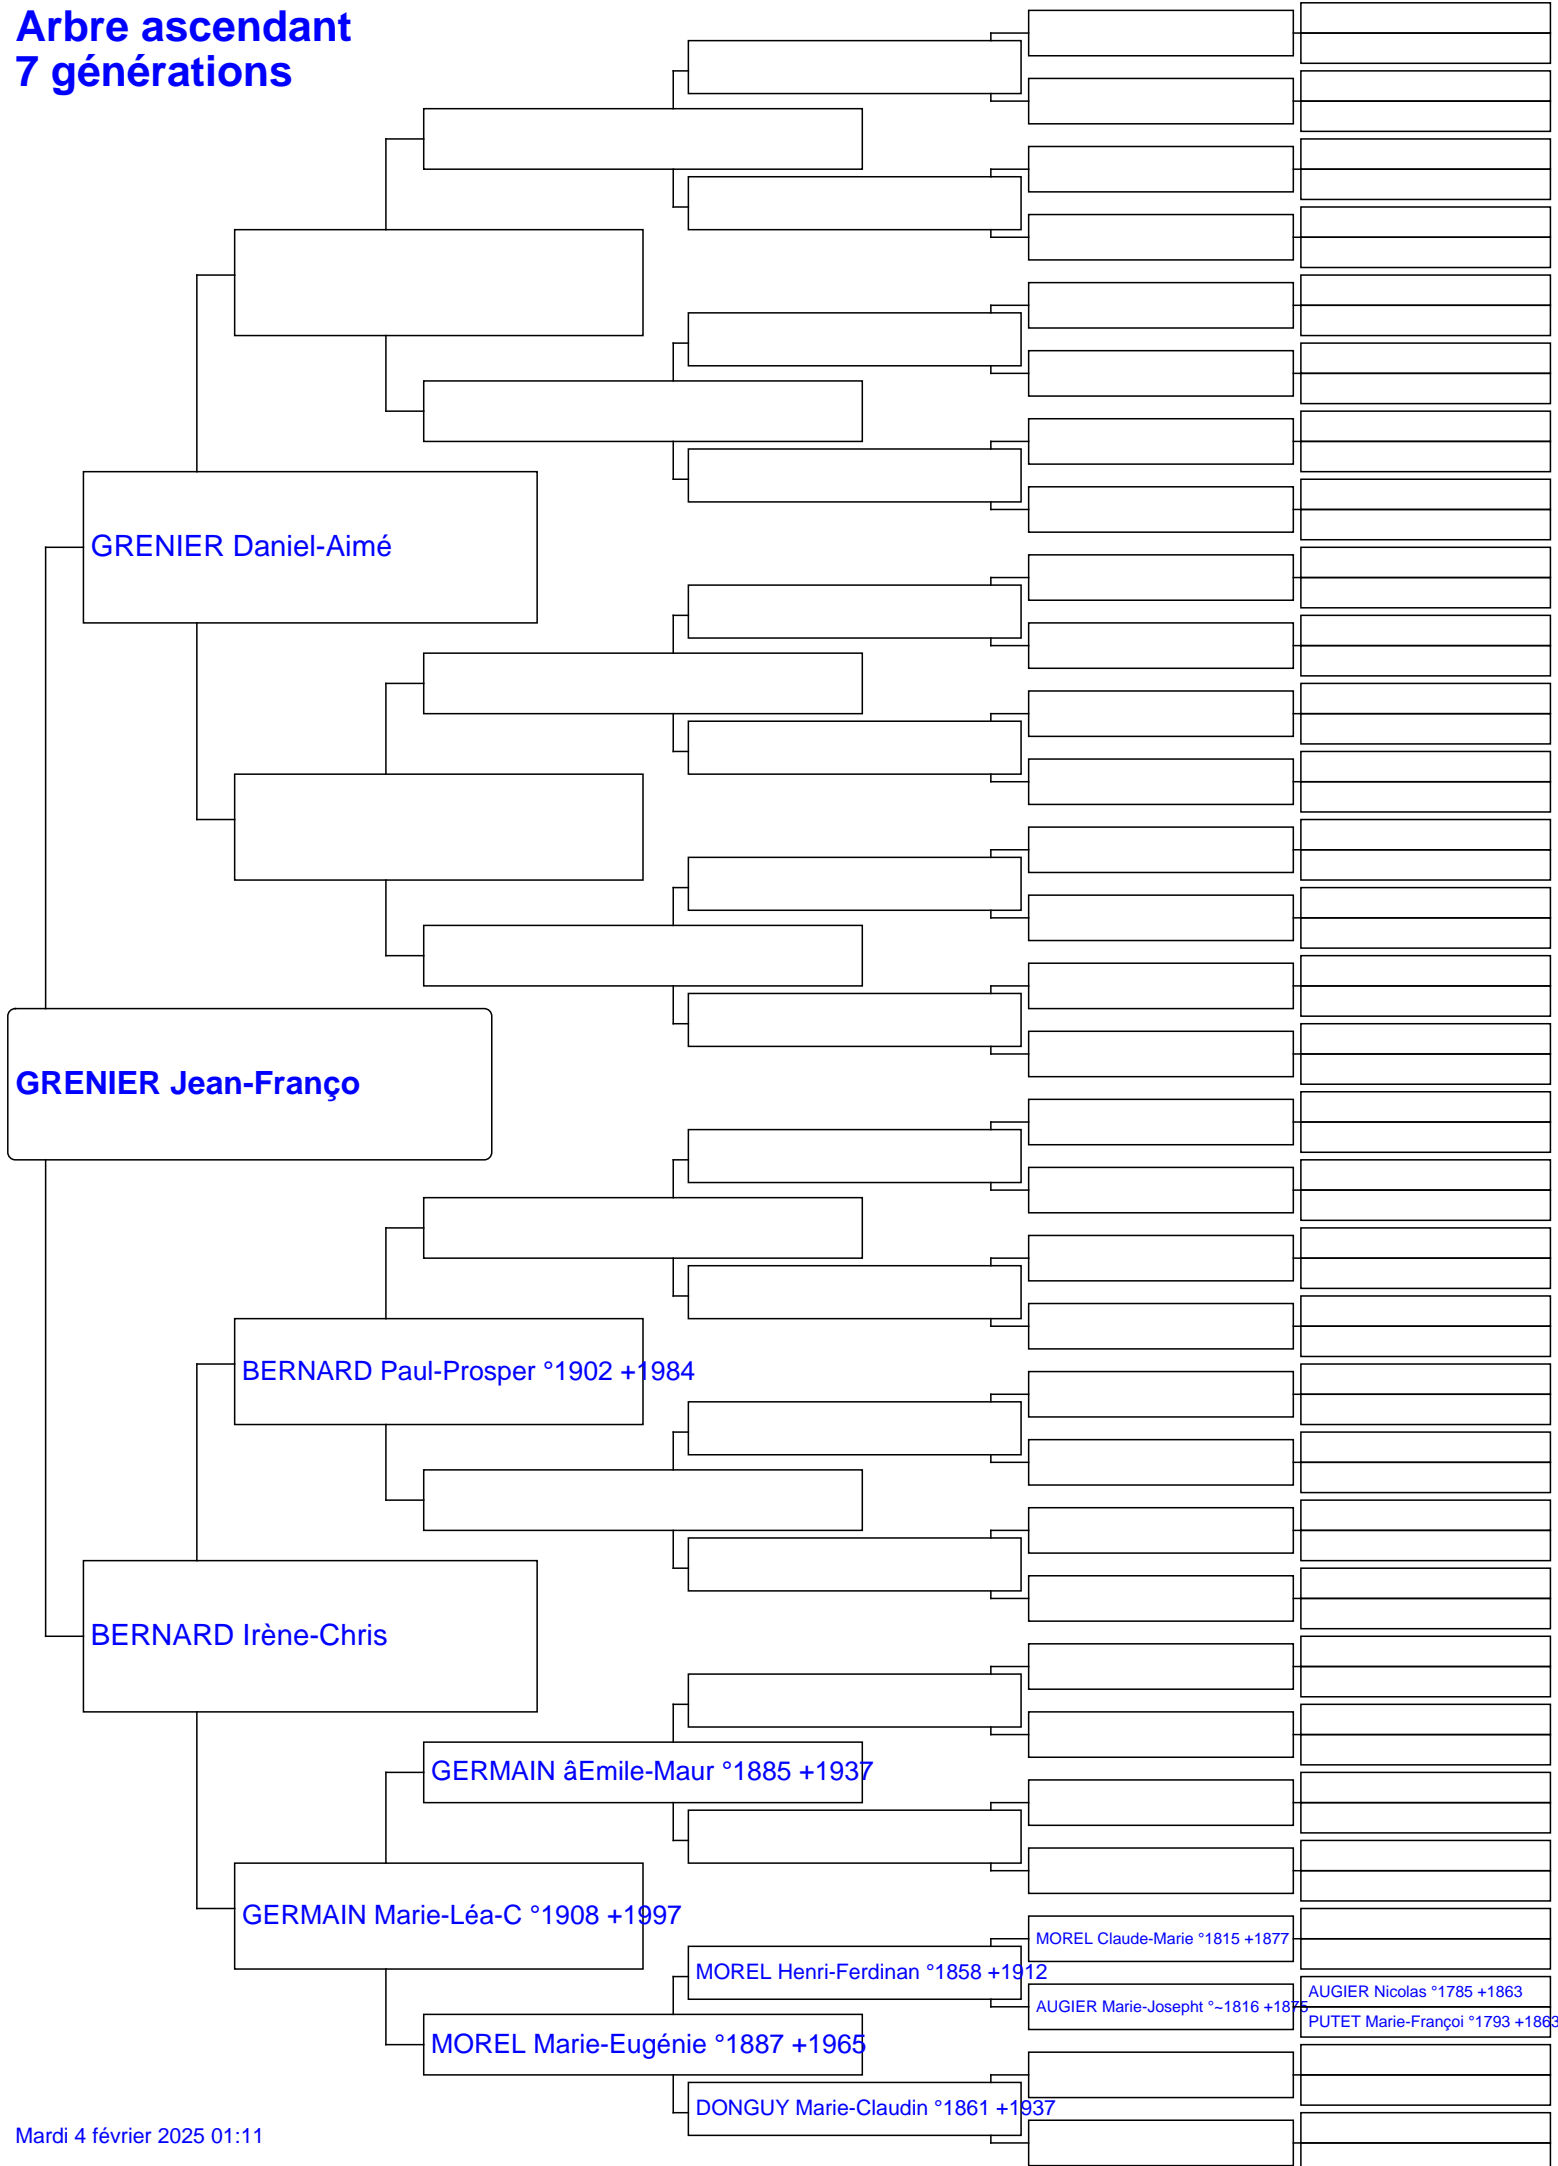 Arbre ascendant
7 générations
GRENIER Daniel-Aimé
GRENIER Jean-Franço
BERNARD Paul-Prosper °1902 +1984
BERNARD Irène-Chris
GERMAIN âEmile-Maur °1885 +1937
GERMAIN Marie-Léa-C °1908 +1997
MOREL Claude-Marie °1815 +1877
MOREL Henri-Ferdinan °1858 +1912
AUGIER Nicolas °1785 +1863
AUGIER Marie-Josepht °~1816 +1875
PUTET Marie-Françoi °1793 +1863
MOREL Marie-Eugénie °1887 +1965
DONGUY Marie-Claudin °1861 +1937
Mardi 4 février 2025 01:11